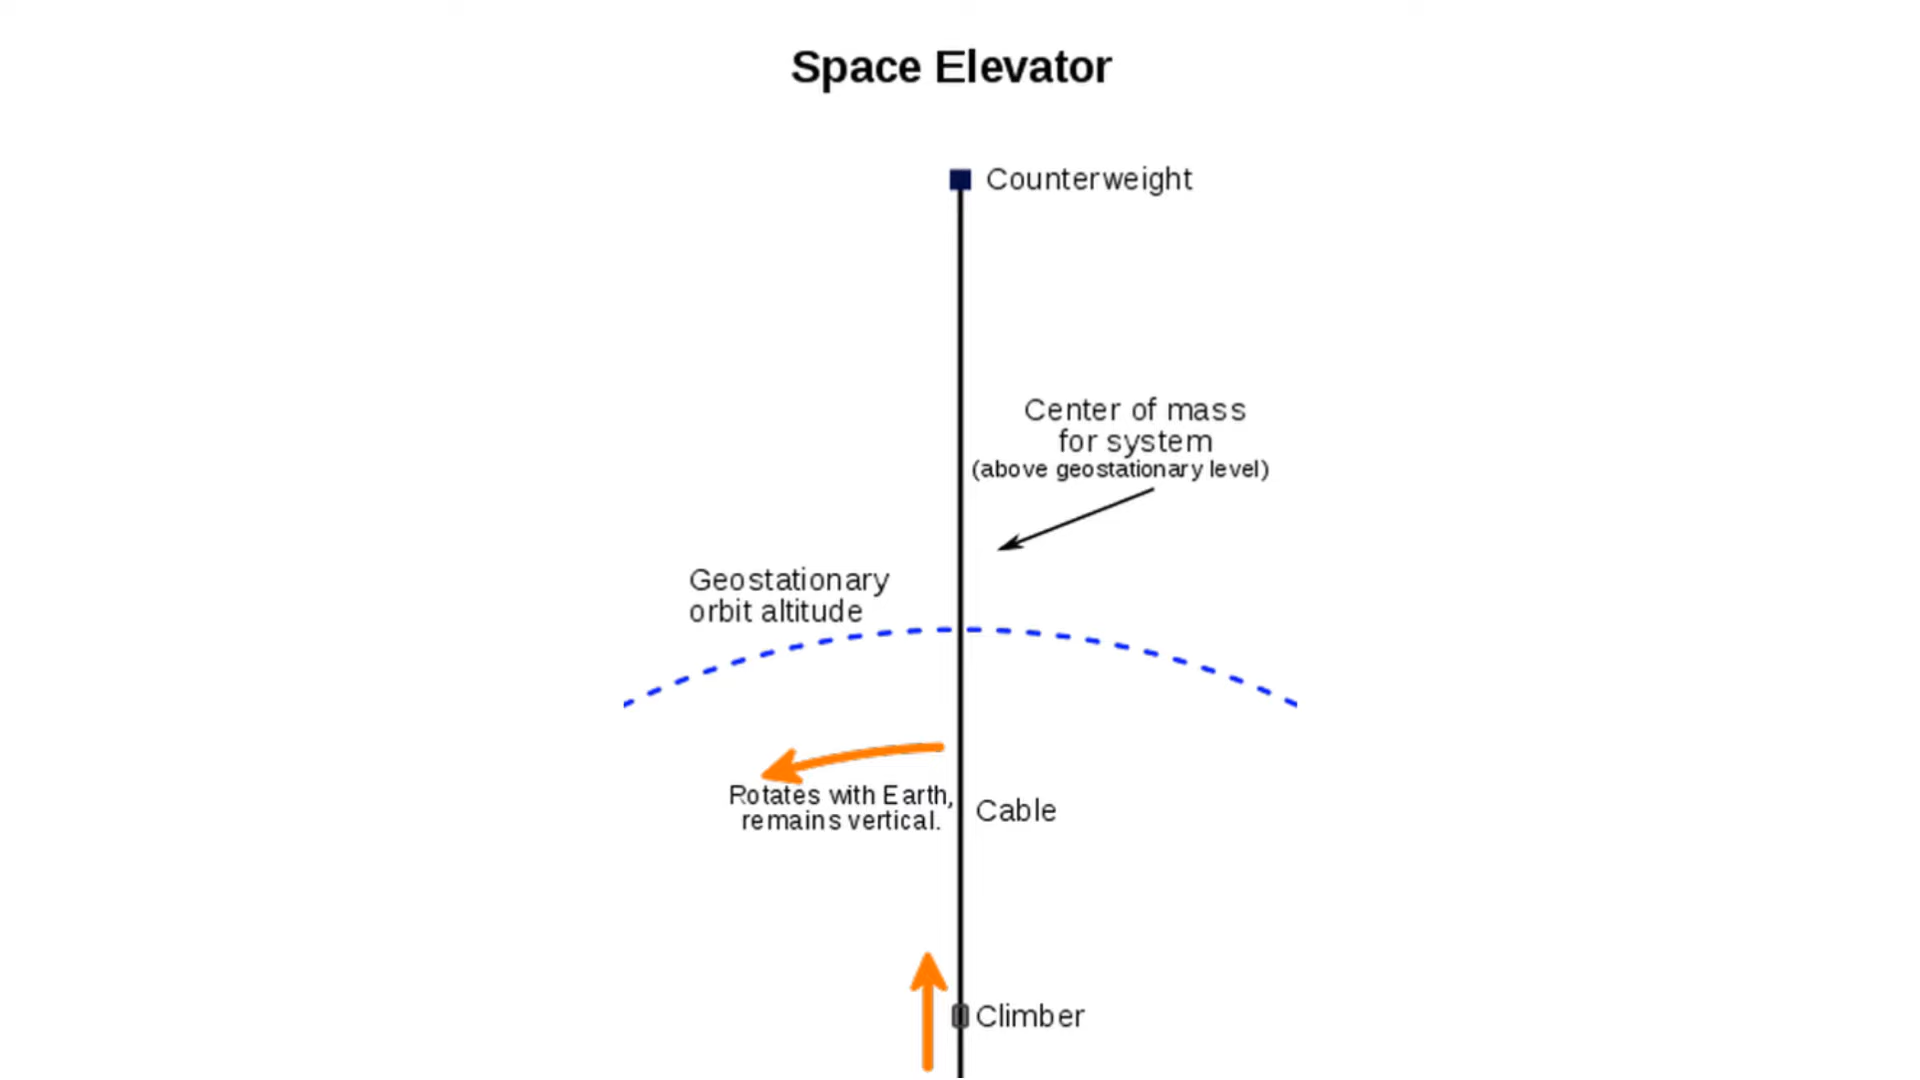 Space Elevator
Counterweight
Center of mass
for system
(above geostationary level)
Geostationary
orbit altitude
Rotates with Earth,
remains vertical.
Cable
Climber